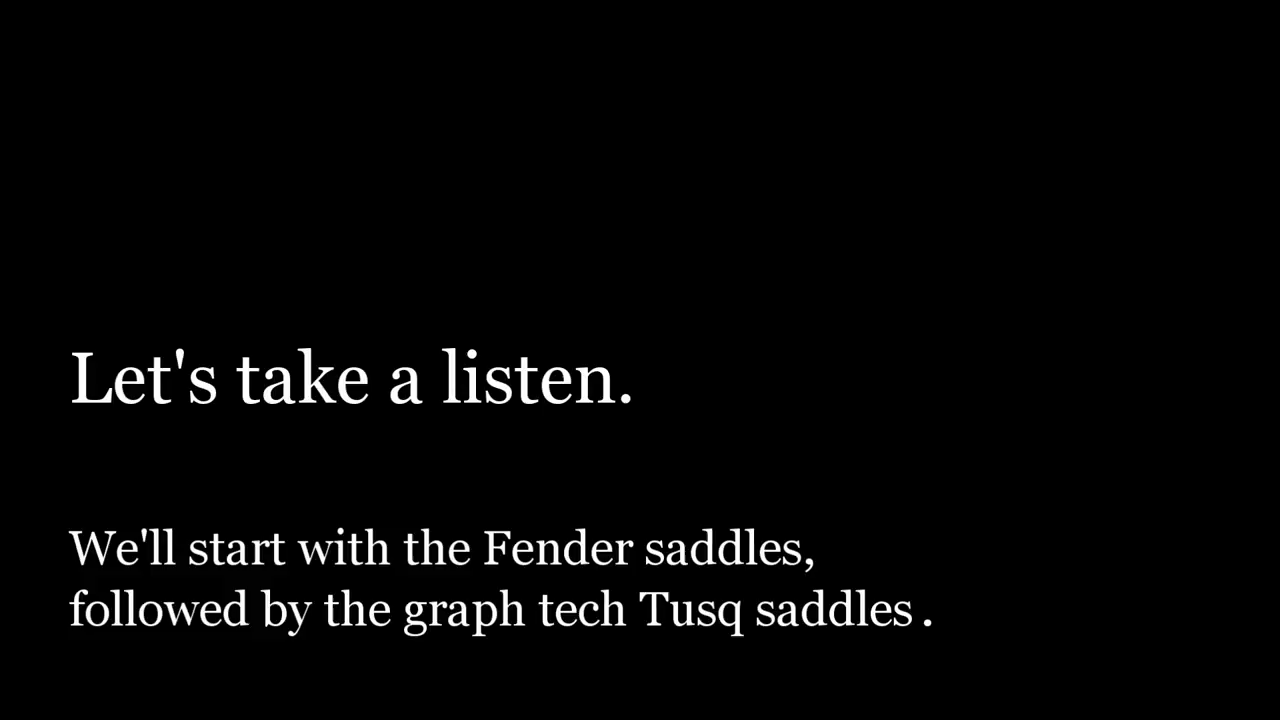 Let's take a listen.
We'll start with the Fender saddles,
followed by the graph tech Tusq saddles .